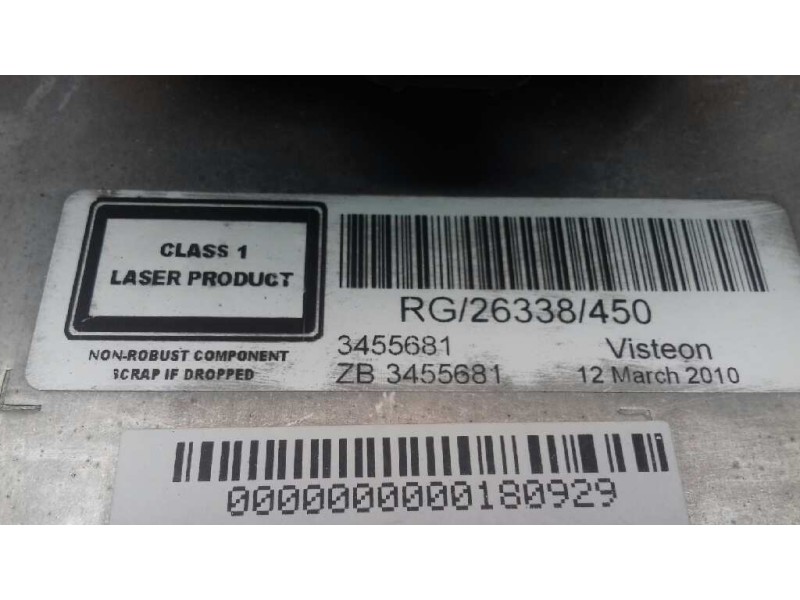 CLASS 1
LASER PRODUCT
NON-ROBUST COMPONENT
SCRAP IF DROPPED
RG/26338/450
3455681 Visteon
ZB 3455681 12 March 2010
0000000000180929